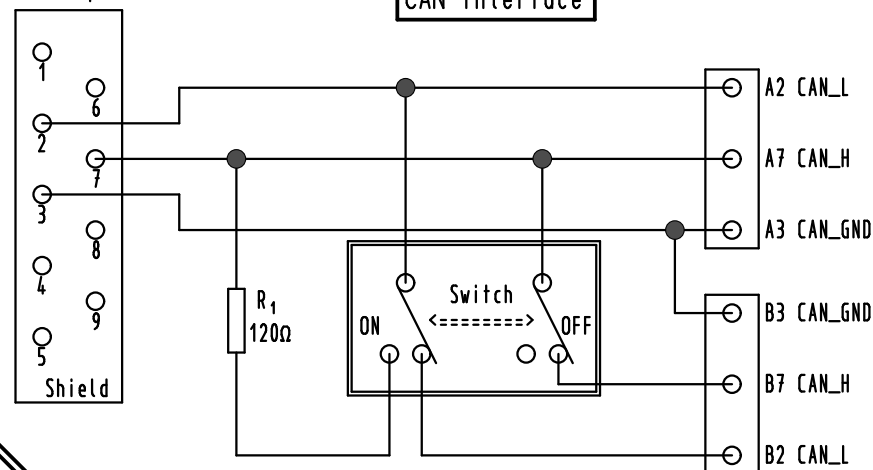 CAN Interface
1
6
2
7
3
8
4
9
5
Shield
A2 CAN_L
A7 CAN_H
A3 CAN_GND
R1
120Ω
ON
Switch
OFF
B3 CAN_GND
B7 CAN_H
B2 CAN_L